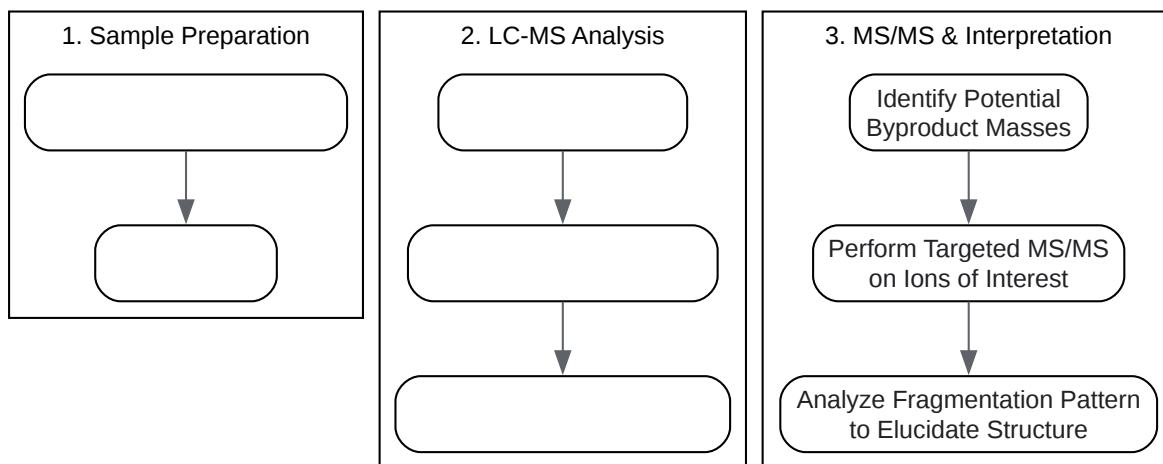 1. Sample Preparation
2. LC-MS Analysis
3. MS/MS & Interpretation
Identify Potential
Byproduct Masses
Perform Targeted MS/MS
on Ions of Interest
Analyze Fragmentation Pattern
to Elucidate Structure